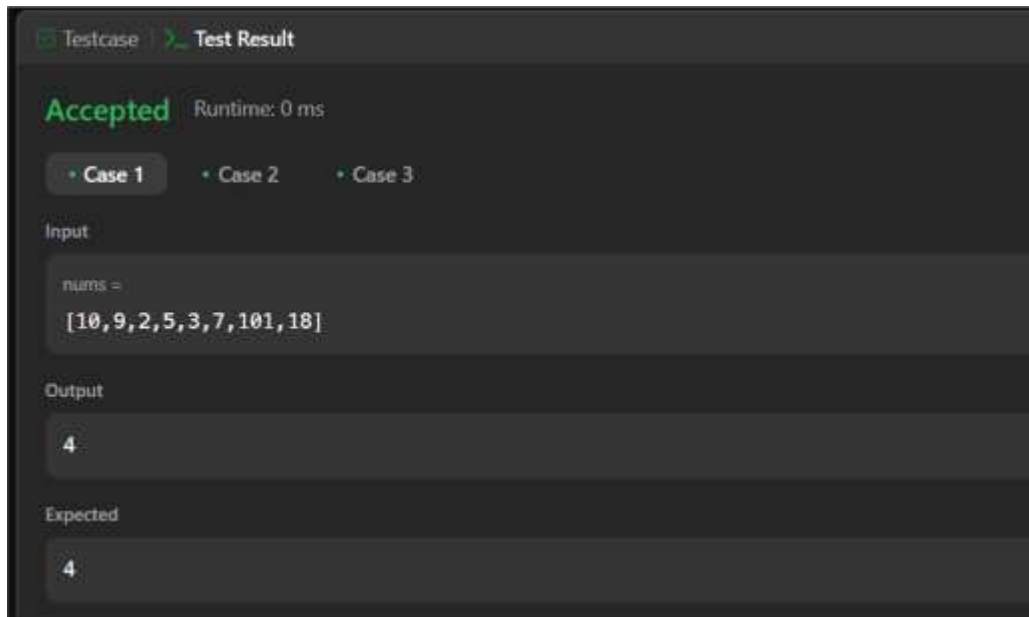 Testcase >_ Test Result
Accepted Runtime: 0 ms
• Case 1 • Case 2 • Case 3
Input
nums =
[10,9,2,5,3,7,101,18]
Output
4
Expected
4